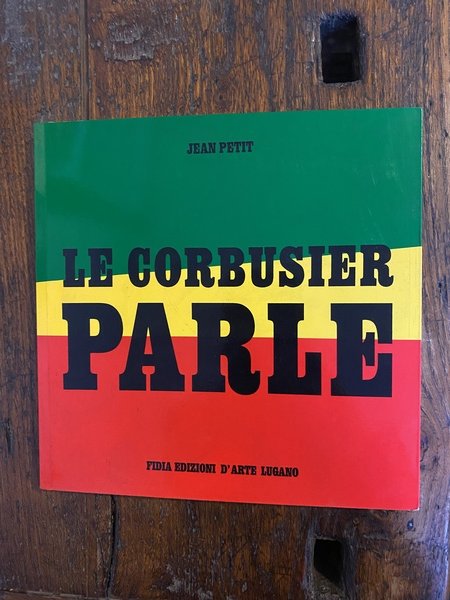 JEAN PETIT
LE CORBUSIER
PARLE
FIDIA EDIZIONI D'ARTE LUGANO